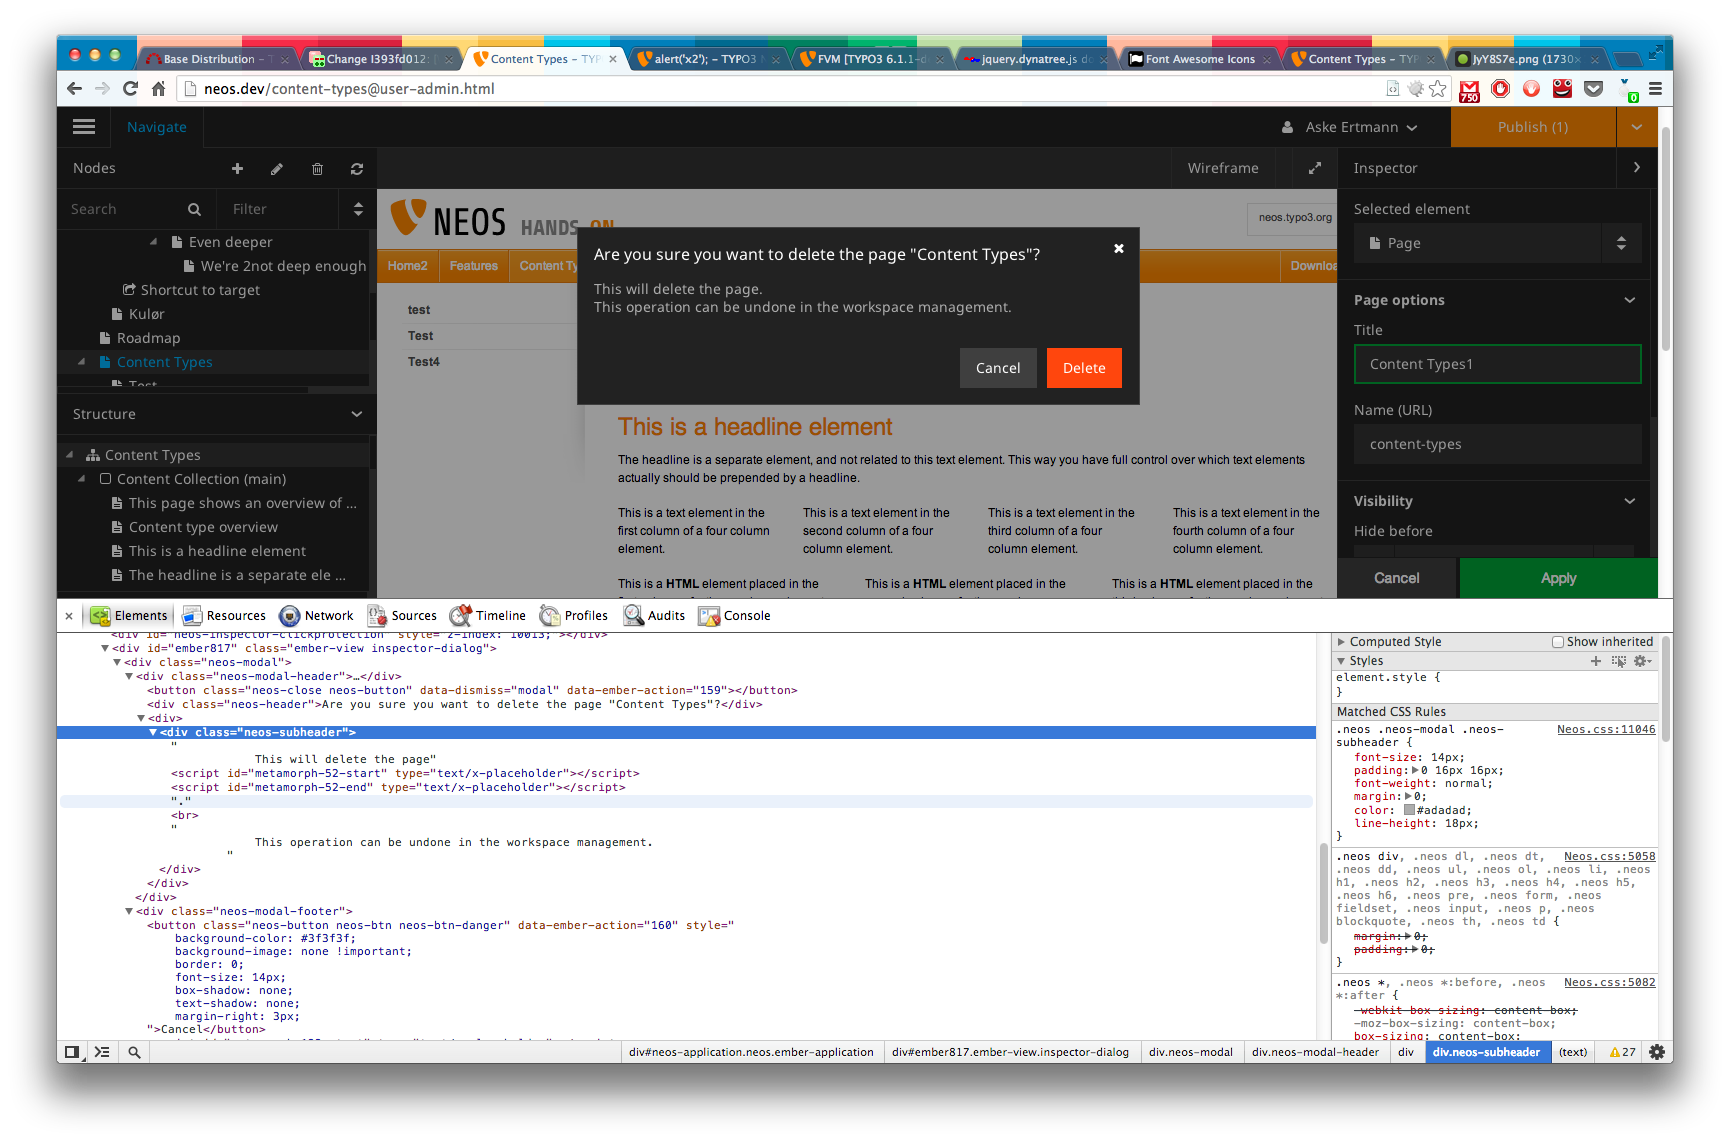 Base Distribution – T
Change I393fd012:
Content Types – TYP
alert('x2'); – TYPO3
FVM [TYPO3 6.1.1-d
jquery.dynatree.js do
Font Awesome Icons
Content Types – TYP
JyY8S7e.png (1730×
neos.dev/content-types@user-admin.html
750
0
Navigate
Aske Ertmann
Publish (1)
Nodes
Wireframe
Inspector
Search
Filter
Even deeper
We're 2not deep enough
Shortcut to target
Kulør
Roadmap
Content Types
Test
Structure
Content Types
Content Collection (main)
This page shows an overview of ...
Content type overview
This is a headline element
The headline is a separate ele ...
NEOS HANDS-ON
neos.typo3.org
Home2
Features
Content Ty
Downloa
test
Test
Test4
Are you sure you want to delete the page "Content Types"?
This will delete the page.
This operation can be undone in the workspace management.
Cancel
Delete
This is a headline element
The headline is a separate element, and not related to this text element. This way you have full control over which text elements
actually should be prepended by a headline.
This is a text element in the
first column of a four column
element.
This is a text element in the
second column of a four
column element.
This is a text element in the
third column of a four
column element.
This is a text element in the
fourth column of a four
column element.
This is a HTML element placed in the
This is a HTML element placed in the
This is a HTML element placed in the
Selected element
Page
Page options
Title
Content Types1
Name (URL)
content-types
Visibility
Hide before
Cancel
Apply
Elements
Resources
Network
Sources
Timeline
Profiles
Audits
Console
<div id="neos-inspector-clickprotection" style="z-index: 10013;"></div>
<div id="ember817" class="ember-view inspector-dialog">
<div class="neos-modal">
<div class="neos-modal-header">…</div>
<button class="neos-close neos-button" data-dismiss="modal" data-ember-action="159"></button>
<div class="neos-header">Are you sure you want to delete the page "Content Types"?</div>
<div>
<div class="neos-subheader">
"
This will delete the page"
<script id="metamorph-52-start" type="text/x-placeholder"></script>
<script id="metamorph-52-end" type="text/x-placeholder"></script>
"."
<br>
"
This operation can be undone in the workspace management.
"
</div>
</div>
</div>
<div class="neos-modal-footer">
<button class="neos-button neos-btn neos-btn-danger" data-ember-action="160" style="
background-color: #3f3f3f;
background-image: none !important;
border: 0;
font-size: 14px;
box-shadow: none;
text-shadow: none;
margin-right: 3px;
">Cancel</button>
Computed Style
Show inherited
Styles
element.style {
}
Matched CSS Rules
.neos .neos-modal .neos-subheader { Neos.css:11046
font-size: 14px;
padding: 0 16px 16px;
font-weight: normal;
margin: 0;
color: #adadad;
line-height: 18px;
}
.neos div, .neos dl, .neos dt, Neos.css:5058
.neos dd, .neos ul, .neos ol, .neos li, .neos
h1, .neos h2, .neos h3, .neos h4, .neos h5,
.neos h6, .neos pre, .neos form, .neos
fieldset, .neos input, .neos p, .neos
blockquote, .neos th, .neos td {
margin: 0;
padding: 0;
}
.neos *, .neos *:before, .neos Neos.css:5082
*:after {
-webkit-box-sizing: content-box;
-moz-box-sizing: content-box;
box-sizing: content-box;
div#neos-application.neos.ember-application
div#ember817.ember-view.inspector-dialog
div.neos-modal
div.neos-modal-header
div
div.neos-subheader
(text)
27